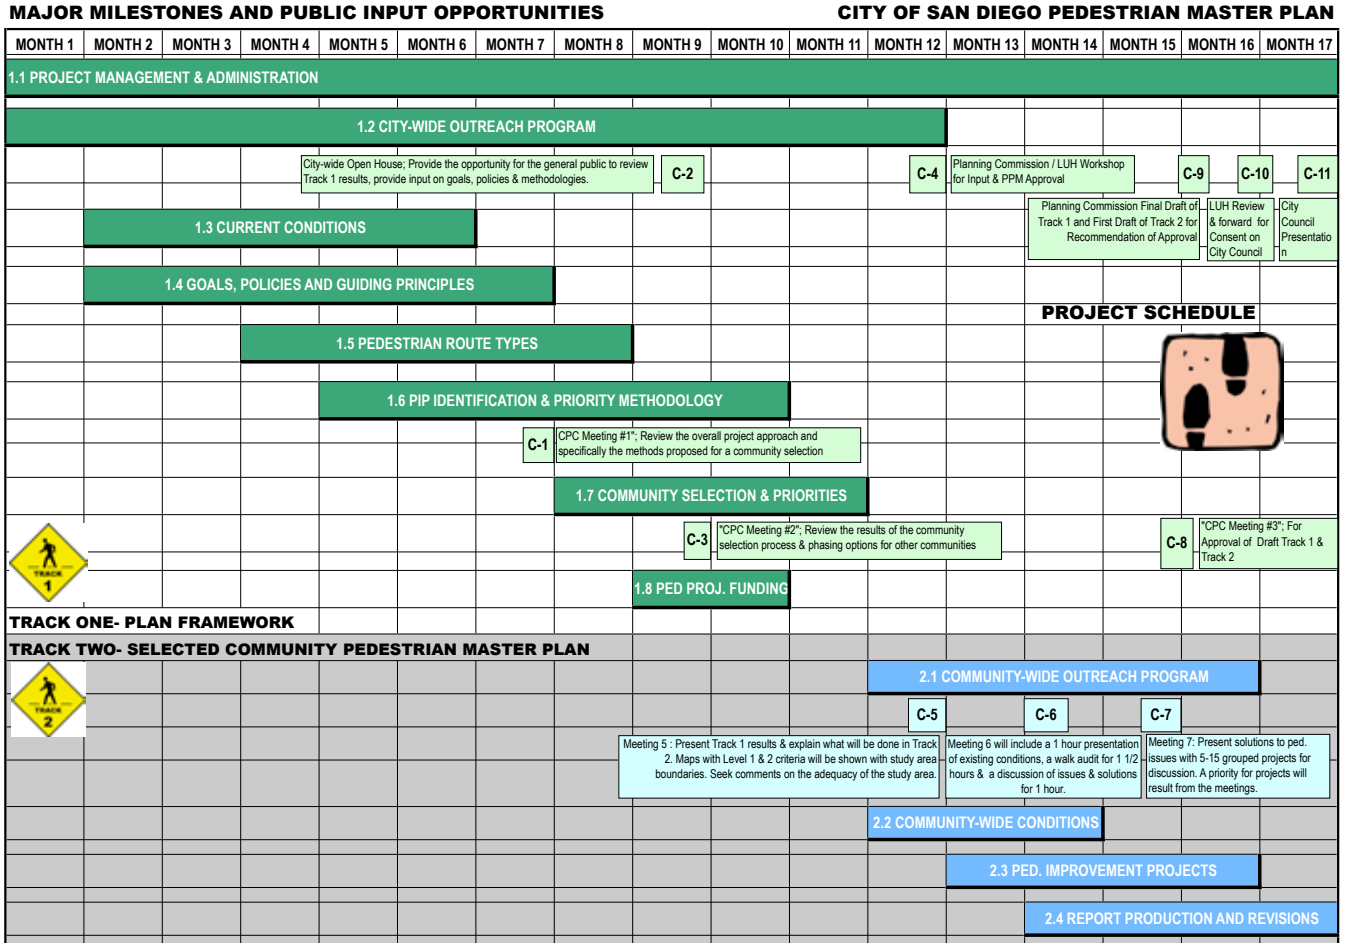 MAJOR MILESTONES AND PUBLIC INPUT OPPORTUNITIES
CITY OF SAN DIEGO PEDESTRIAN MASTER PLAN
MONTH 1 MONTH 2 MONTH 3 MONTH 4 MONTH 5 MONTH 6 MONTH 7 MONTH 8 MONTH 9 MONTH 10 MONTH 11 MONTH 12 MONTH 13 MONTH 14 MONTH 15 MONTH 16 MONTH 17
1.1 PROJECT MANAGEMENT & ADMINISTRATION
1.2 CITY-WIDE OUTREACH PROGRAM
City-wide Open House; Provide the opportunity for the general public to review
Track 1 results, provide input on goals, policies & methodologies.
C-2
C-4
Planning Commission / LUH Workshop
for Input & PPM Approval
C-9
C-10
C-11
Planning Commission Final Draft of
Track 1 and First Draft of Track 2 for
Recommendation of Approval
LUH Review
& forward for
Consent on
City Council
City
Council
Presentatio
n
1.3 CURRENT CONDITIONS
1.4 GOALS, POLICIES AND GUIDING PRINCIPLES
PROJECT SCHEDULE
1.5 PEDESTRIAN ROUTE TYPES
1.6 PIP IDENTIFICATION & PRIORITY METHODOLOGY
C-1
CPC Meeting #1"; Review the overall project approach and
specifically the methods proposed for a community selection
1.7 COMMUNITY SELECTION & PRIORITIES
C-3
"CPC Meeting #2"; Review the results of the community
selection process & phasing options for other communities
C-8
"CPC Meeting #3"; For
Approval of Draft Track 1 &
Track 2
TRACK
1
1.8 PED PROJ. FUNDING
TRACK ONE- PLAN FRAMEWORK
TRACK TWO- SELECTED COMMUNITY PEDESTRIAN MASTER PLAN
TRACK
2
2.1 COMMUNITY-WIDE OUTREACH PROGRAM
C-5
C-6
C-7
Meeting 5 : Present Track 1 results & explain what will be done in Track
2. Maps with Level 1 & 2 criteria will be shown with study area
boundaries. Seek comments on the adequacy of the study area.
Meeting 6 will include a 1 hour presentation
of existing conditions, a walk audit for 1 1/2
hours & a discussion of issues & solutions
for 1 hour.
Meeting 7: Present solutions to ped.
issues with 5-15 grouped projects for
discussion. A priority for projects will
result from the meetings.
2.2 COMMUNITY-WIDE CONDITIONS
2.3 PED. IMPROVEMENT PROJECTS
2.4 REPORT PRODUCTION AND REVISIONS